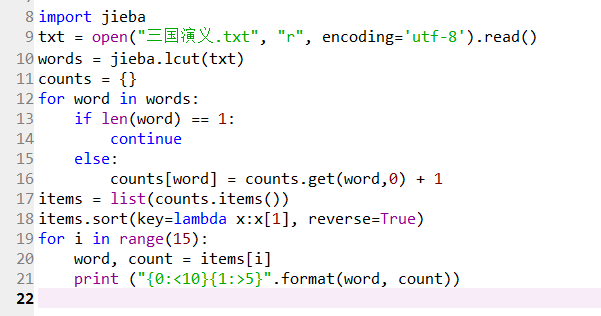 8 import jieba
9 txt = open("三国演义.txt", "r", encoding='utf-8').read()
10 words = jieba.lcut(txt)
11 counts = {}
12 for word in words:
13     if len(word) == 1:
14         continue
15     else:
16         counts[word] = counts.get(word,0) + 1
17 items = list(counts.items())
18 items.sort(key=lambda x:x[1], reverse=True)
19 for i in range(15):
20     word, count = items[i]
21     print ("{0:<10}{1:>5}".format(word, count))
22